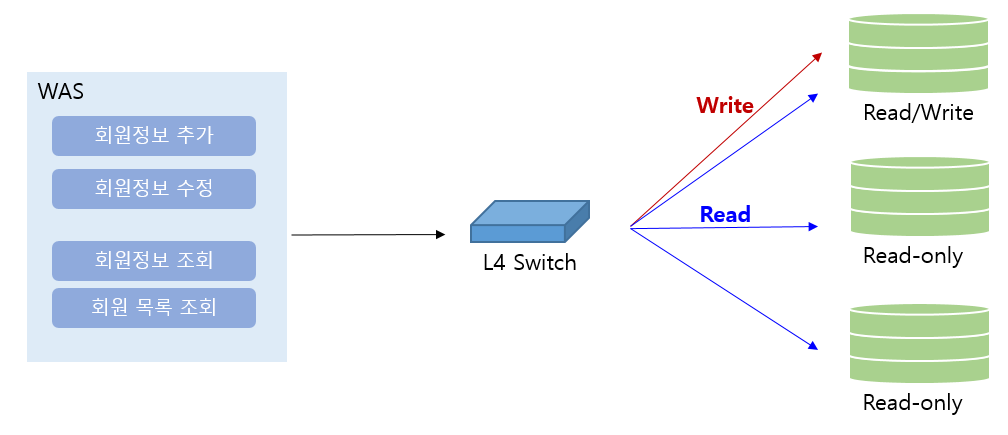 WAS
회원정보 추가
회원정보 수정
회원정보 조회
회원 목록 조회
L4 Switch
Write
Read
Read/Write
Read-only
Read-only